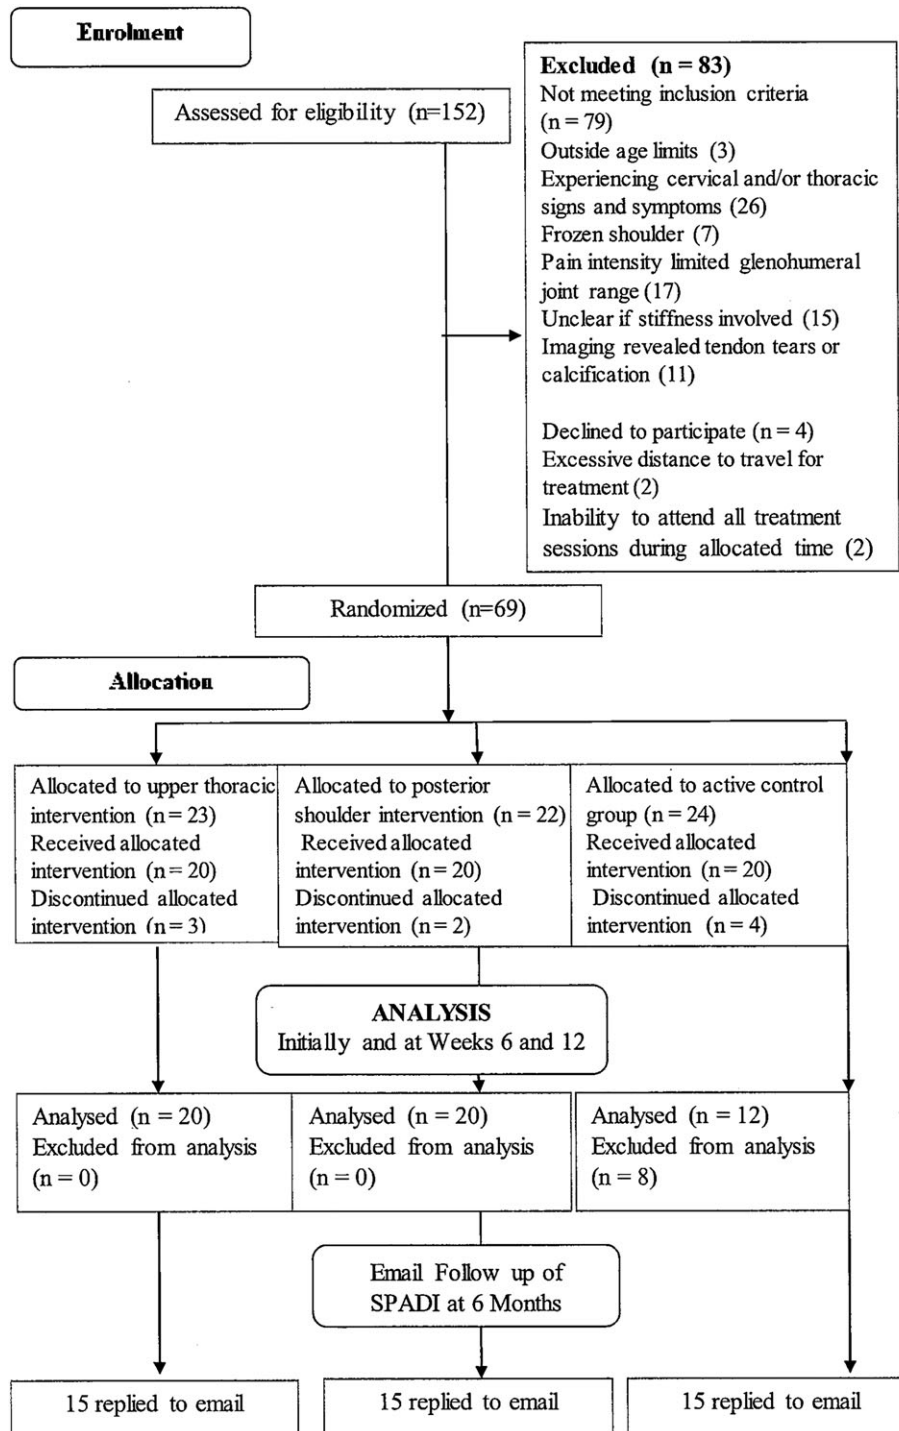 Enrolment
Assessed for eligibility (n=152)
Excluded (n = 83)
Not meeting inclusion criteria
(n = 79)
Outside age limits (3)
Experiencing cervical and/or thoracic
signs and symptoms (26)
Frozen shoulder (7)
Pain intensity limited glenohumeral
joint range (17)
Unclear if stiffness involved (15)
Imaging revealed tendon tears or
calcification (11)
Declined to participate (n = 4)
Excessive distance to travel for
treatment (2)
Inability to attend all treatment
sessions during allocated time (2)
Randomized (n=69)
Allocation
Allocated to upper thoracic
intervention (n = 23)
Received allocated
intervention (n = 20)
Discontinued allocated
intervention (n = 3)
Allocated to posterior
shoulder intervention (n = 22)
Received allocated
intervention (n = 20)
Discontinued allocated
intervention (n = 2)
Allocated to active control
group (n = 24)
Received allocated
intervention (n = 20)
Discontinued allocated
intervention (n = 4)
ANALYSIS
Initially and at Weeks 6 and 12
Analysed (n = 20)
Excluded from analysis
(n = 0)
Analysed (n = 20)
Excluded from analysis
(n = 0)
Analysed (n = 12)
Excluded from analysis
(n = 8)
Email Follow up of
SPADI at 6 Months
15 replied to email
15 replied to email
15 replied to email